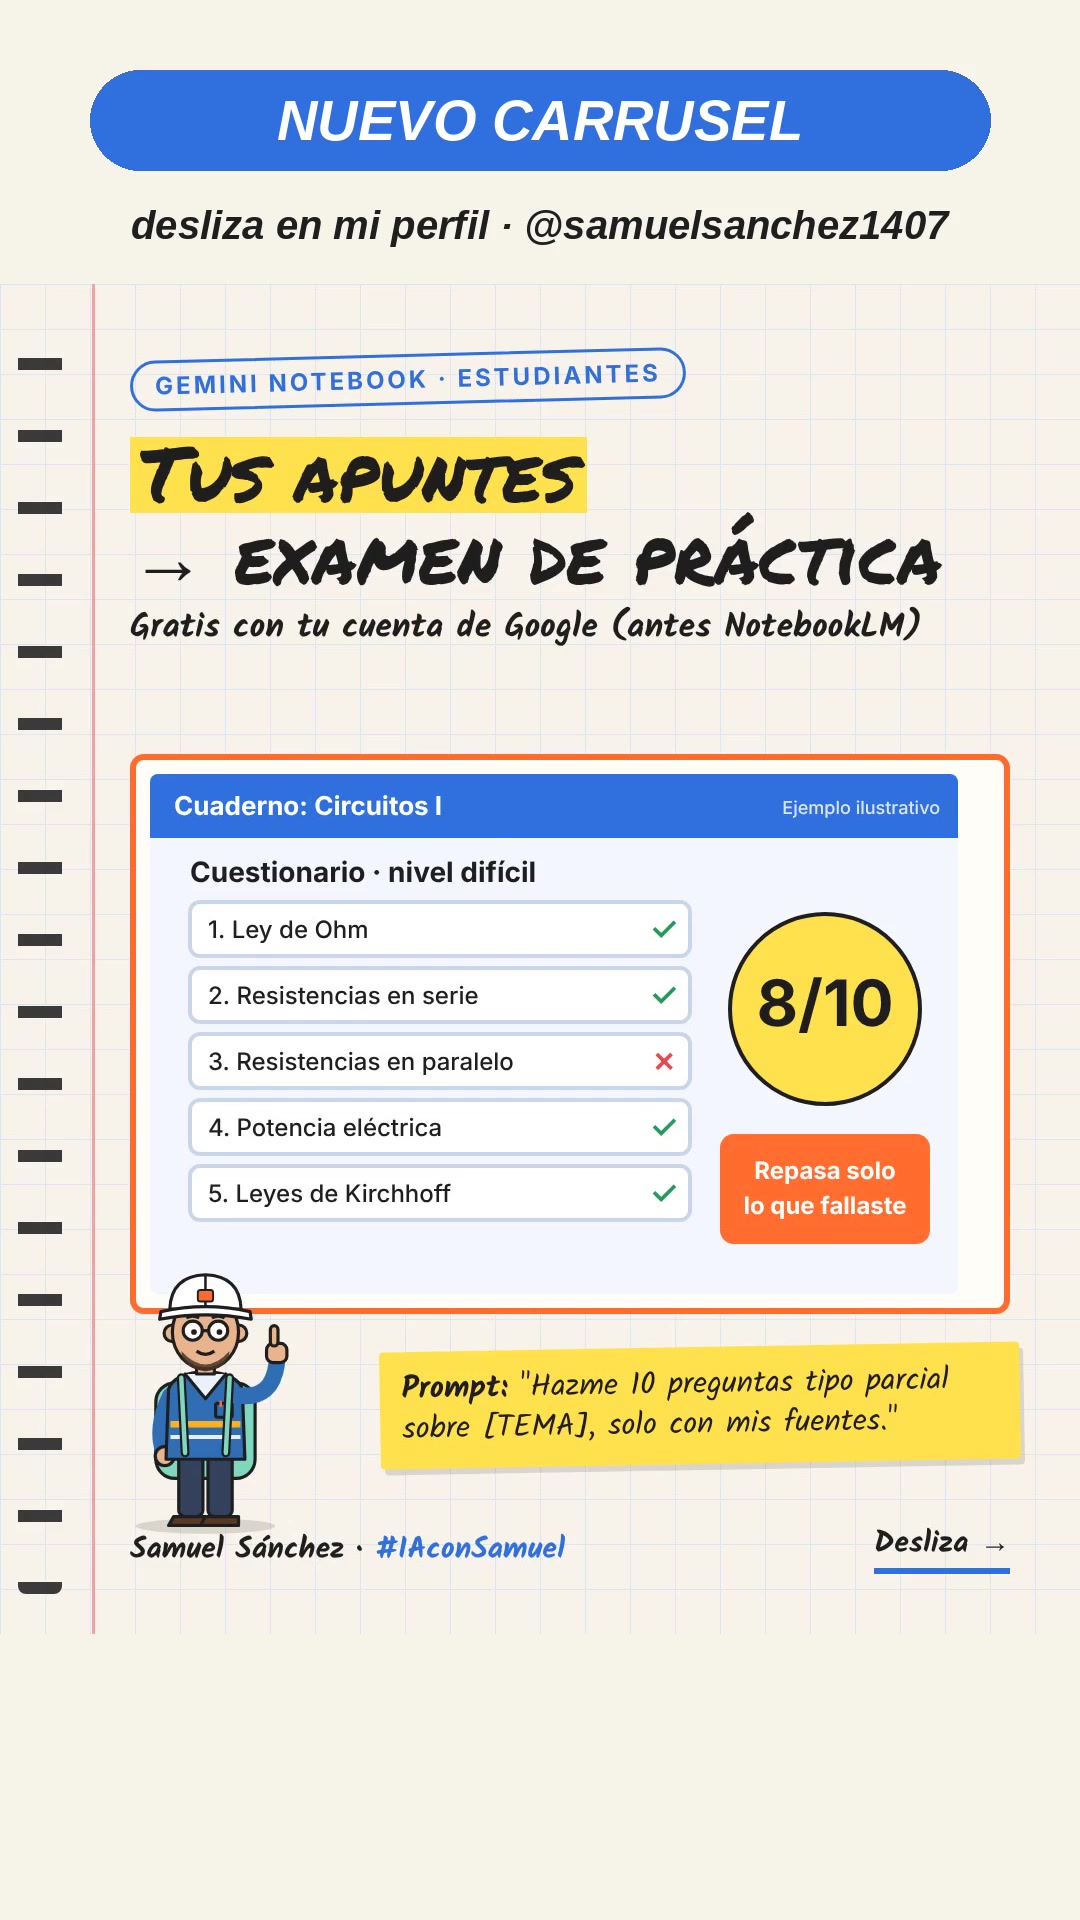 NUEVO CARRUSEL
desliza en mi perfil · @samuelsanchez1407
GEMINI NOTEBOOK · ESTUDIANTES
TUS APUNTES
→ EXAMEN DE PRÁCTICA
Gratis con tu cuenta de Google (antes NotebookLM)
Cuaderno: Circuitos I
Ejemplo ilustrativo
Cuestionario · nivel difícil
1. Ley de Ohm
2. Resistencias en serie
3. Resistencias en paralelo
4. Potencia eléctrica
5. Leyes de Kirchhoff
8/10
Repasa solo
lo que fallaste
Prompt: "Hazme 10 preguntas tipo parcial
sobre [TEMA], solo con mis fuentes."
Samuel Sánchez · #IAconSamuel
Desliza →